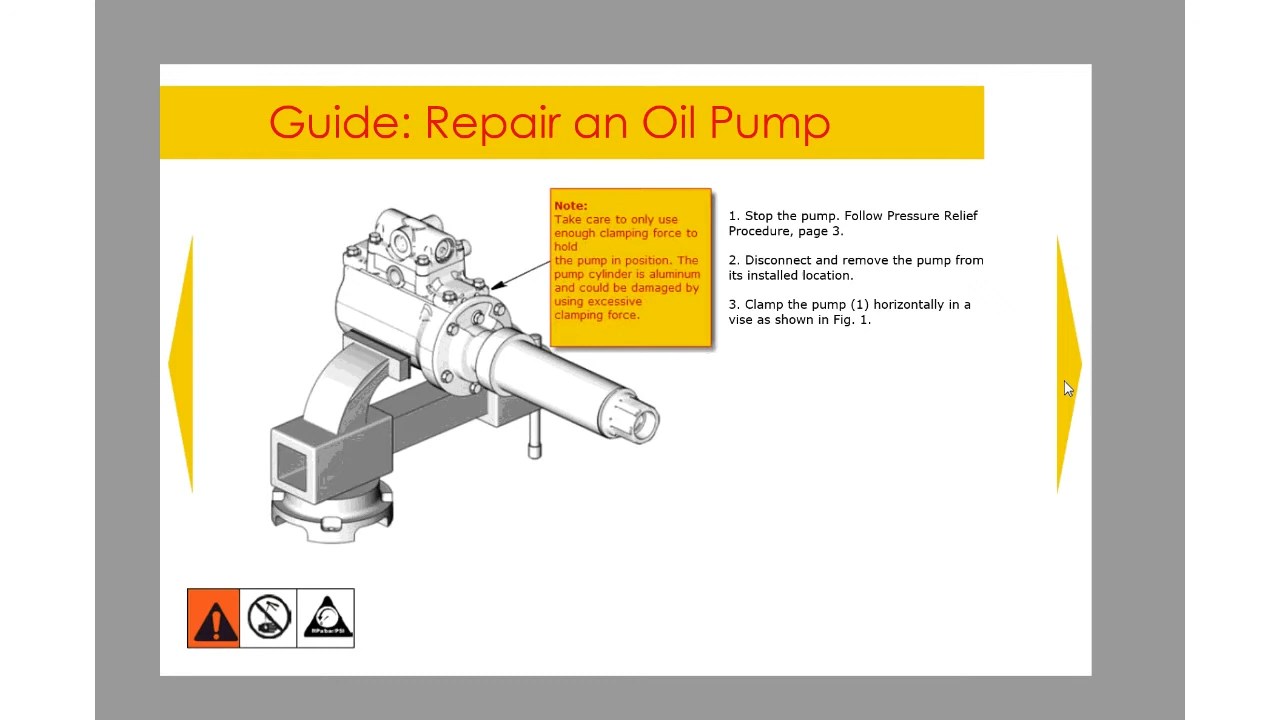 Guide: Repair an Oil Pump
Note:
Take care to only use
enough clamping force to
hold
the pump in position. The
pump cylinder is aluminum
and could be damaged by
using excessive
clamping force.
1. Stop the pump. Follow Pressure Relief
Procedure, page 3.
2. Disconnect and remove the pump from
its installed location.
3. Clamp the pump (1) horizontally in a
vise as shown in Fig. 1.
MPa/bar/PSI